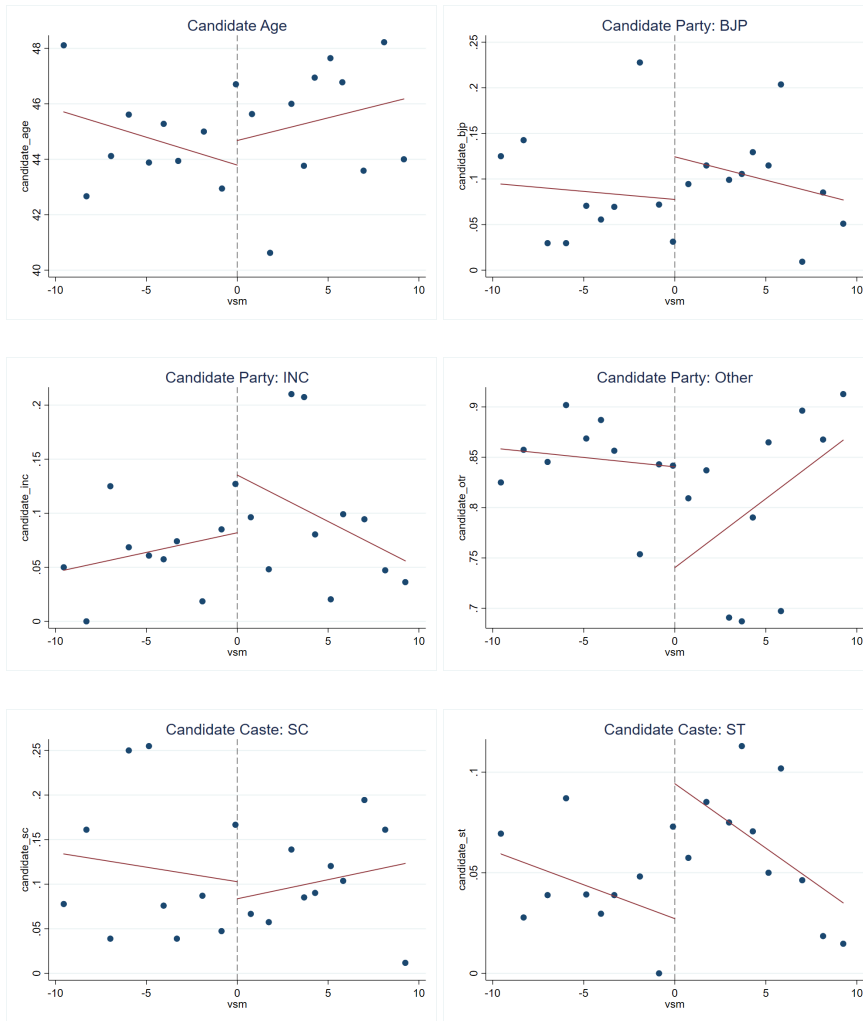 Candidate Age
candidate_age
48
46
44
42
40
-10 -5 0 5 10
vsm
Candidate Party: BJP
candidate_bjp
.25
.2
.15
.1
.05
0
-10 -5 0 5 10
vsm
Candidate Party: INC
candidate_inc
.2
.15
.1
.05
0
-10 -5 0 5 10
vsm
Candidate Party: Other
candidate_otr
.9
.85
.8
.75
.7
-10 -5 0 5 10
vsm
Candidate Caste: SC
candidate_sc
.25
.2
.15
.1
.05
0
-10 -5 0 5 10
vsm
Candidate Caste: ST
candidate_st
.1
.05
0
-10 -5 0 5 10
vsm